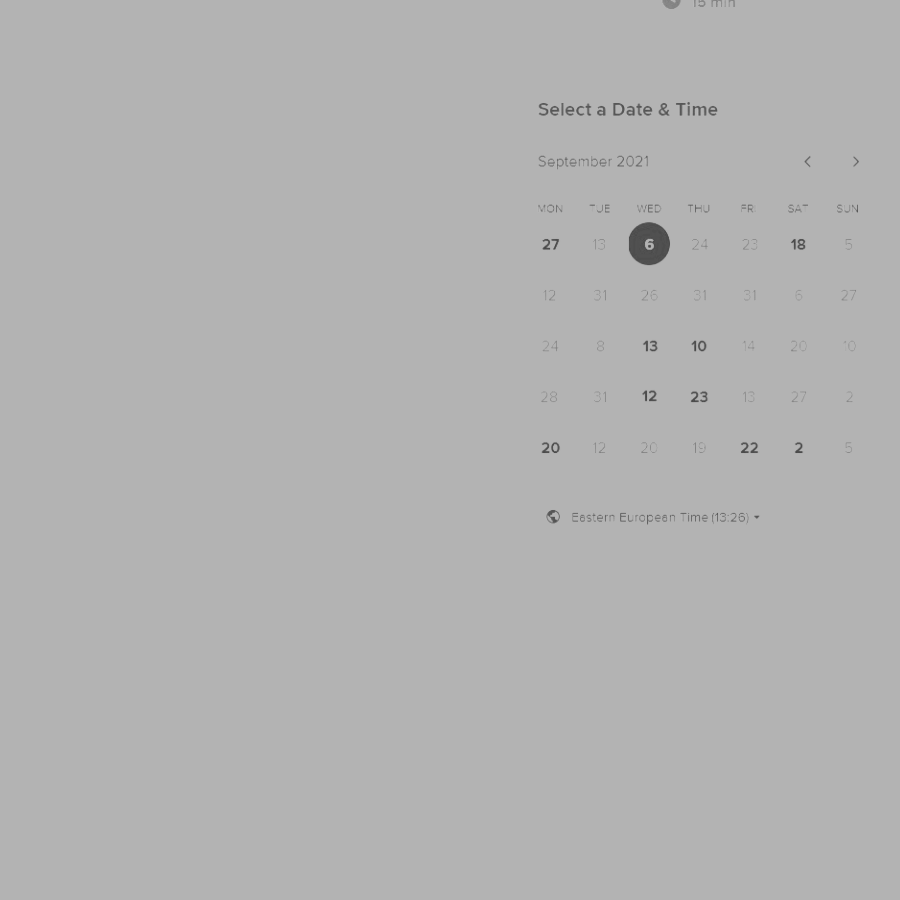 15 min
Select a Date & Time
September 2021
MON TUE WED THU FRI SAT SUN
27 13 6 24 23 18 5
12 31 26 31 31 6 27
24 8 13 10 14 20 10
28 31 12 23 13 27 2
20 12 20 19 22 2 5
Eastern European Time (13:26)